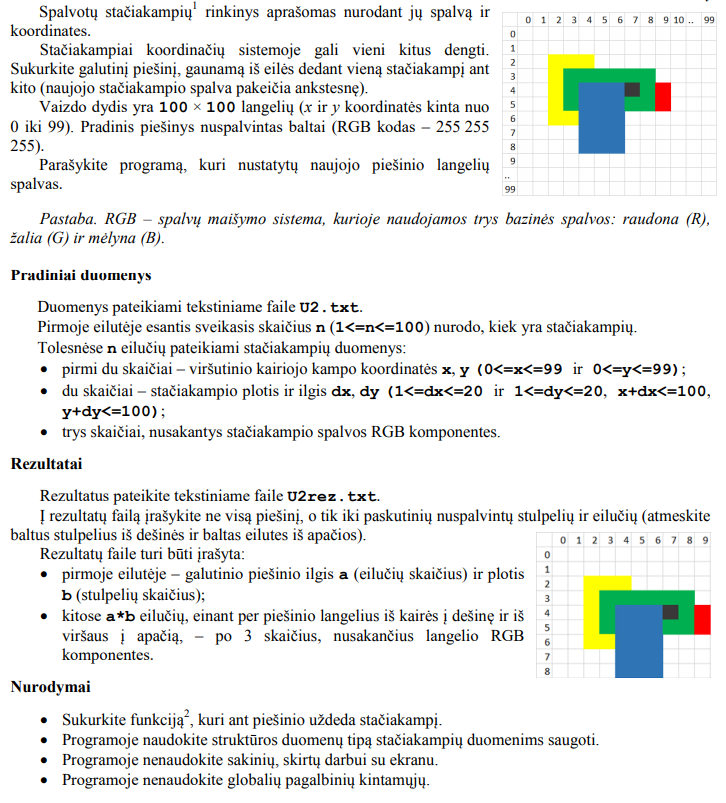 Spalvotų stačiakampių¹ rinkinys aprašomas nurodant jų spalvą ir
koordinates.
Stačiakampiai koordinačių sistemoje gali vieni kitus dengti.
Sukurkite galutinį piešinį, gaunamą iš eilės dedant vieną stačiakampį ant
kito (naujojo stačiakampio spalva pakeičia ankstesnę).
Vaizdo dydis yra 100 × 100 langelių (x ir y koordinatės kinta nuo
0 iki 99). Pradinis piešinys nuspalvintas baltai (RGB kodas – 255 255
255).
Parašykite programą, kuri nustatytų naujojo piešinio langelių
spalvas.
0 1 2 3 4 5 6 7 8 9 10 .. 99
0
1
2
3
4
5
6
7
8
9
..
99
Pastaba. RGB – spalvų maišymo sistema, kurioje naudojamos trys bazinės spalvos: raudona (R),
žalia (G) ir mėlyna (B).
Pradiniai duomenys
Duomenys pateikiami tekstiniame faile U2.txt.
Pirmoje eilutėje esantis sveikasis skaičius n (1<=n<=100) nurodo, kiek yra stačiakampių.
Tolesnėse n eilučių pateikiami stačiakampių duomenys:
• pirmi du skaičiai – viršutinio kairiojo kampo koordinatės x, y (0<=x<=99 ir 0<=y<=99);
• du skaičiai – stačiakampio plotis ir ilgis dx, dy (1<=dx<=20 ir 1<=dy<=20, x+dx<=100,
y+dy<=100);
• trys skaičiai, nusakantys stačiakampio spalvos RGB komponentes.
Rezultatai
Rezultatus pateikite tekstiniame faile U2rez.txt.
Į rezultatų failą įrašykite ne visą piešinį, o tik iki paskutinių nuspalvintų stulpelių ir eilučių (atmeskite
baltus stulpelius iš dešinės ir baltas eilutes iš apačios).
Rezultatų faile turi būti įrašyta:
• pirmoje eilutėje – galutinio piešinio ilgis a (eilučių skaičius) ir plotis
b (stulpelių skaičius);
• kitose a*b eilučių, einant per piešinio langelius iš kairės į dešinę ir iš
viršaus į apačią, – po 3 skaičius, nusakančius langelio RGB
komponentes.
0 1 2 3 4 5 6 7 8 9
0
1
2
3
4
5
6
7
8
Nurodymai
• Sukurkite funkciją², kuri ant piešinio uždeda stačiakampį.
• Programoje naudokite struktūros duomenų tipą stačiakampių duomenims saugoti.
• Programoje nenaudokite sakinių, skirtų darbui su ekranu.
• Programoje nenaudokite globalių pagalbinių kintamųjų.